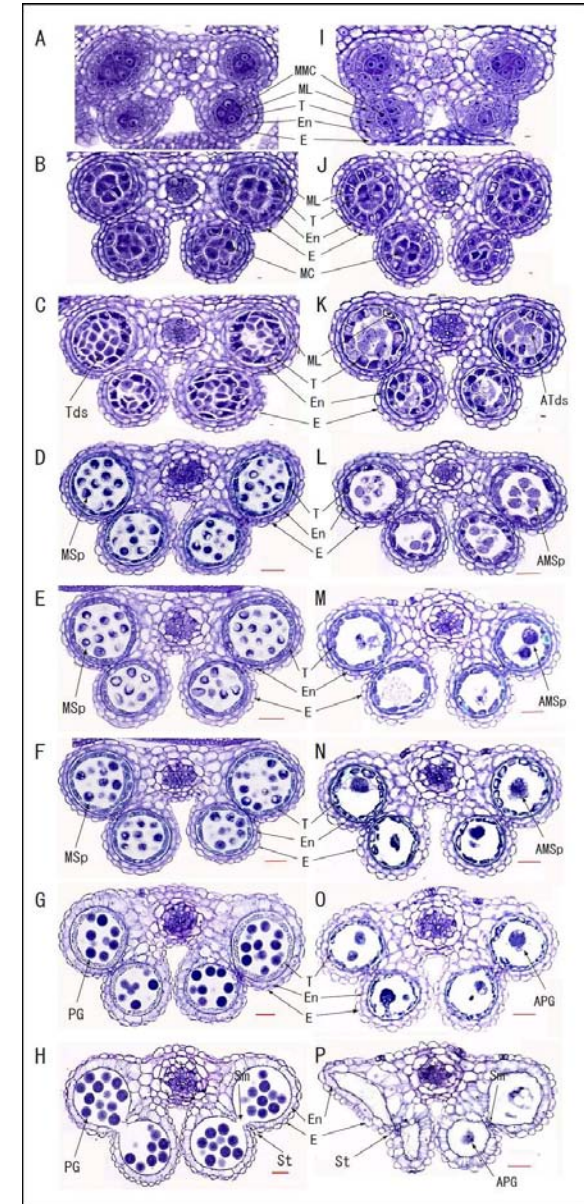 A I
MMC
ML
T
En
E
B J
ML
T
En
E
MC
C K
ML
T
En
Tds E ATds
D L
T
En
MSp E AMSp
E M
T
En
MSp E AMSp
F N
T
En
MSp E AMSp
G O
T
PG En APG
E
H P
Sm Sm
En
E
PG St St APG